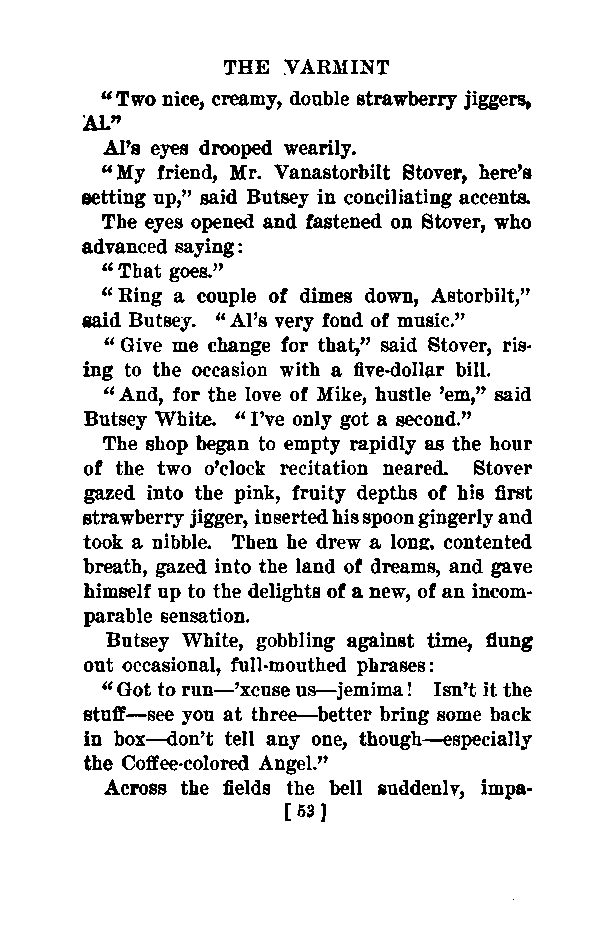 THE VARMINT
“Two nice, creamy, double strawberry jiggers,
Al.”
Al’s eyes drooped wearily.
“My friend, Mr. Vanastorbilt Stover, here’s
setting up,” said Butsey in conciliating accents.
The eyes opened and fastened on Stover, who
advanced saying:
“That goes.”
“Ring a couple of dimes down, Astorbilt,”
said Butsey. “Al’s very fond of music.”
“Give me change for that,” said Stover, ris-
ing to the occasion with a five-dollar bill.
“And, for the love of Mike, hustle ’em,” said
Butsey White. “I’ve only got a second.”
The shop began to empty rapidly as the hour
of the two o’clock recitation neared. Stover
gazed into the pink, fruity depths of his first
strawberry jigger, inserted his spoon gingerly and
took a nibble. Then he drew a long, contented
breath, gazed into the land of dreams, and gave
himself up to the delights of a new, of an incom-
parable sensation.
Butsey White, gobbling against time, flung
out occasional, full-mouthed phrases:
“Got to run—’xcuse us—jemima! Isn’t it the
stuff—see you at three—better bring some back
in box—don’t tell any one, though—especially
the Coffee-colored Angel.”
Across the fields the bell suddenly, impa-
[ 53 ]